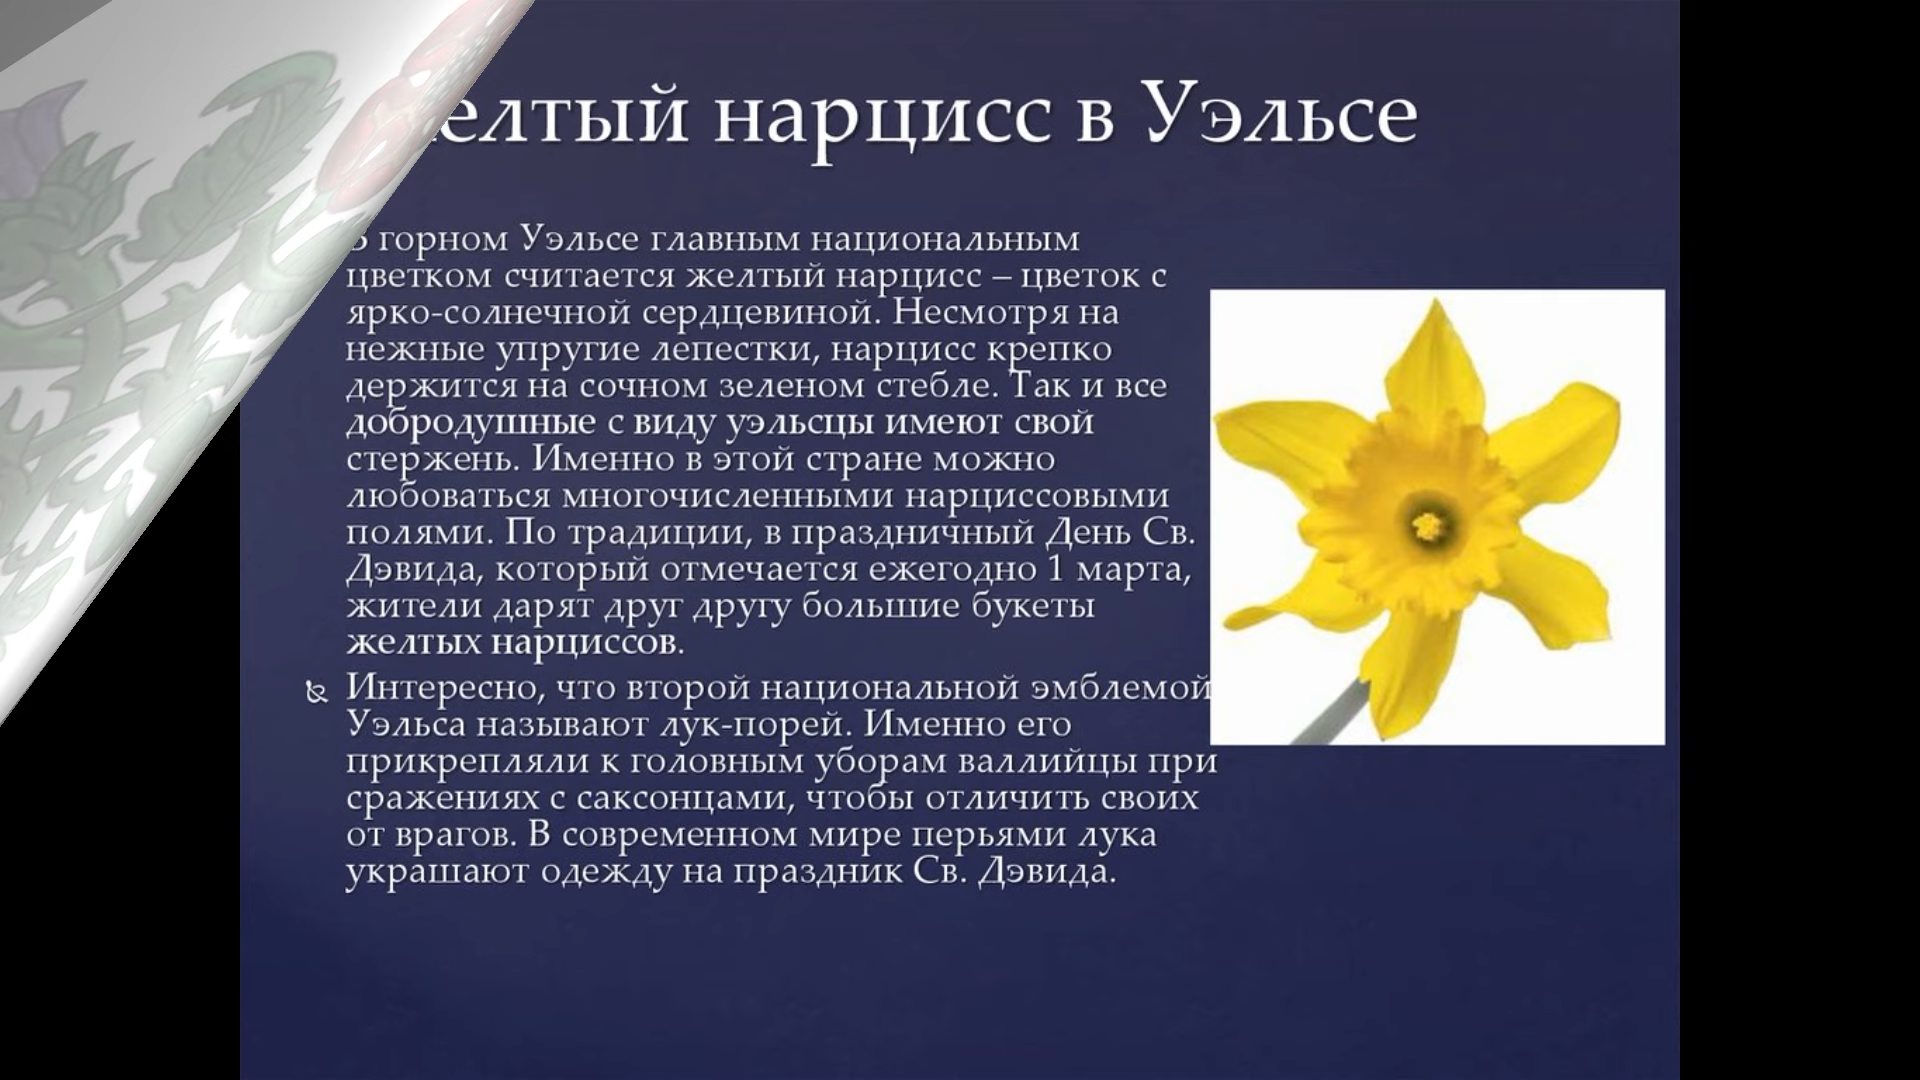 нарцисс в Уэльсе
горном Уэльсе главным национальным
цветком считается желтый нарцисс – цветок с
ярко-солнечной сердцевиной. Несмотря на
нежные упругие лепестки, нарцисс крепко
держится на сочном зеленом стебле. Так и все
добродушные с виду уэльсцы имеют свой
стержень. Именно в этой стране можно
любоваться многочисленными нарциссовыми
полями. По традиции, в праздничный День Св.
Дэвида, который отмечается ежегодно 1 марта,
жители дарят друг другу большие букеты
желтых нарциссов.
Интересно, что второй национальной эмблемой
Уэльса называют лук-порей. Именно его
прикрепляли к головным уборам валлийцы при
сражениях с саксонцами, чтобы отличить своих
от врагов. В современном мире перьями лука
украшают одежду на праздник Св. Дэвида.